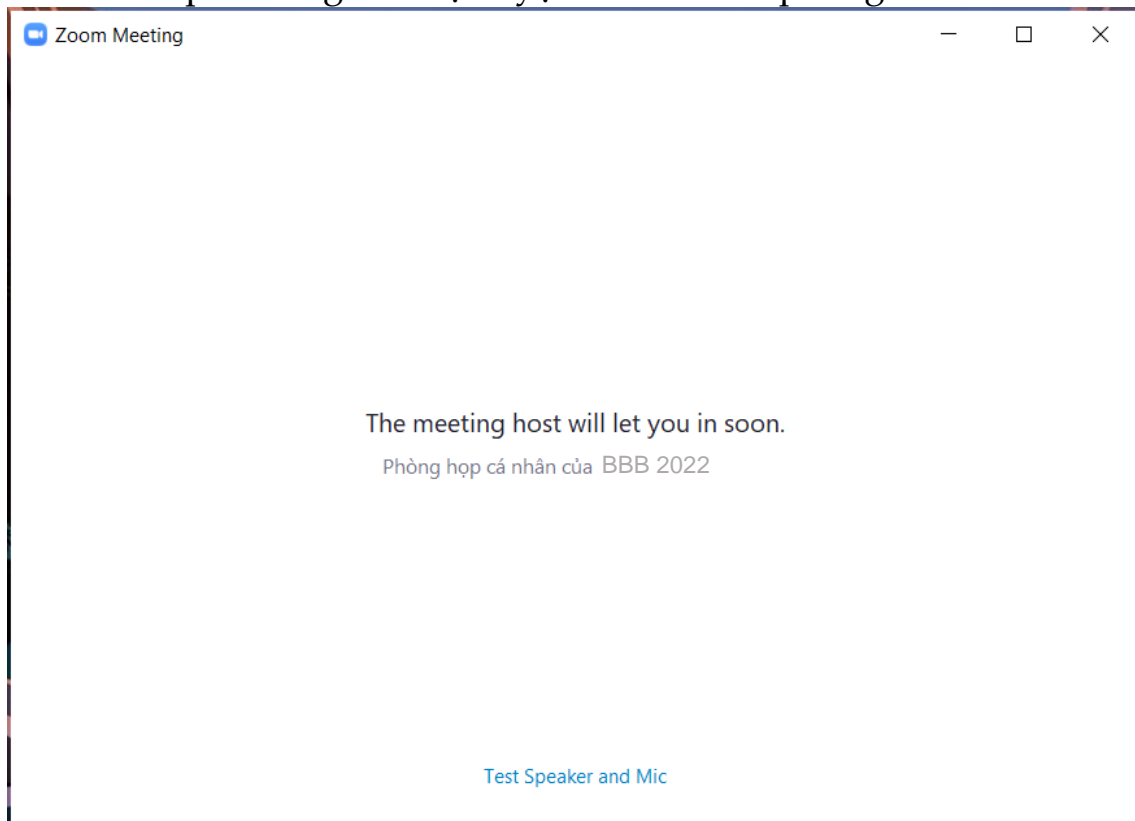 Zoom Meeting
The meeting host will let you in soon.
Phòng họp cá nhân của BBB 2022
Test Speaker and Mic